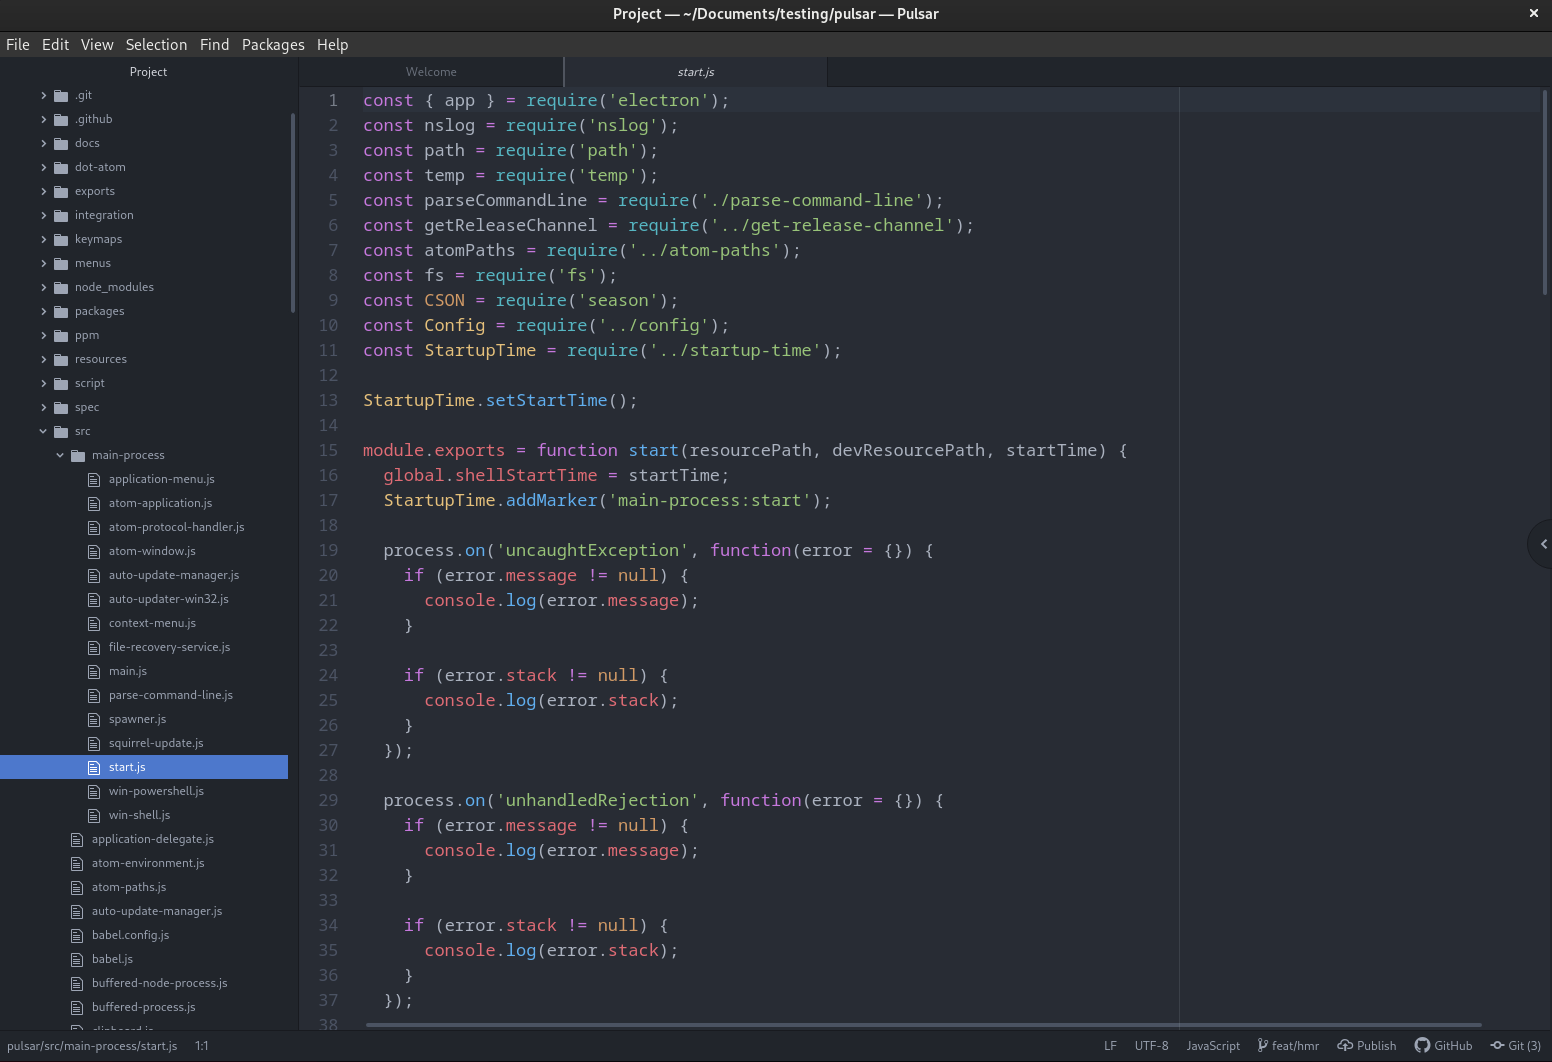 Project — ~/Documents/testing/pulsar — Pulsar
File Edit View Selection Find Packages Help
Project
.git
.github
docs
dot-atom
exports
integration
keymaps
menus
node_modules
packages
ppm
resources
script
spec
src
main-process
application-menu.js
atom-application.js
atom-protocol-handler.js
atom-window.js
auto-update-manager.js
auto-updater-win32.js
context-menu.js
file-recovery-service.js
main.js
parse-command-line.js
spawner.js
squirrel-update.js
start.js
win-powershell.js
win-shell.js
application-delegate.js
atom-environment.js
atom-paths.js
auto-update-manager.js
babel.config.js
babel.js
buffered-node-process.js
buffered-process.js
Welcome
start.js
1 const { app } = require('electron');
2 const nslog = require('nslog');
3 const path = require('path');
4 const temp = require('temp');
5 const parseCommandLine = require('./parse-command-line');
6 const getReleaseChannel = require('../get-release-channel');
7 const atomPaths = require('../atom-paths');
8 const fs = require('fs');
9 const CSON = require('season');
10 const Config = require('../config');
11 const StartupTime = require('../startup-time');
12
13 StartupTime.setStartTime();
14
15 module.exports = function start(resourcePath, devResourcePath, startTime) {
16 global.shellStartTime = startTime;
17 StartupTime.addMarker('main-process:start');
18
19 process.on('uncaughtException', function(error = {}) {
20 if (error.message != null) {
21 console.log(error.message);
22 }
23
24 if (error.stack != null) {
25 console.log(error.stack);
26 }
27 });
28
29 process.on('unhandledRejection', function(error = {}) {
30 if (error.message != null) {
31 console.log(error.message);
32 }
33
34 if (error.stack != null) {
35 console.log(error.stack);
36 }
37 });
38
pulsar/src/main-process/start.js 1:1 LF UTF-8 JavaScript feat/hmr Publish GitHub Git (3)